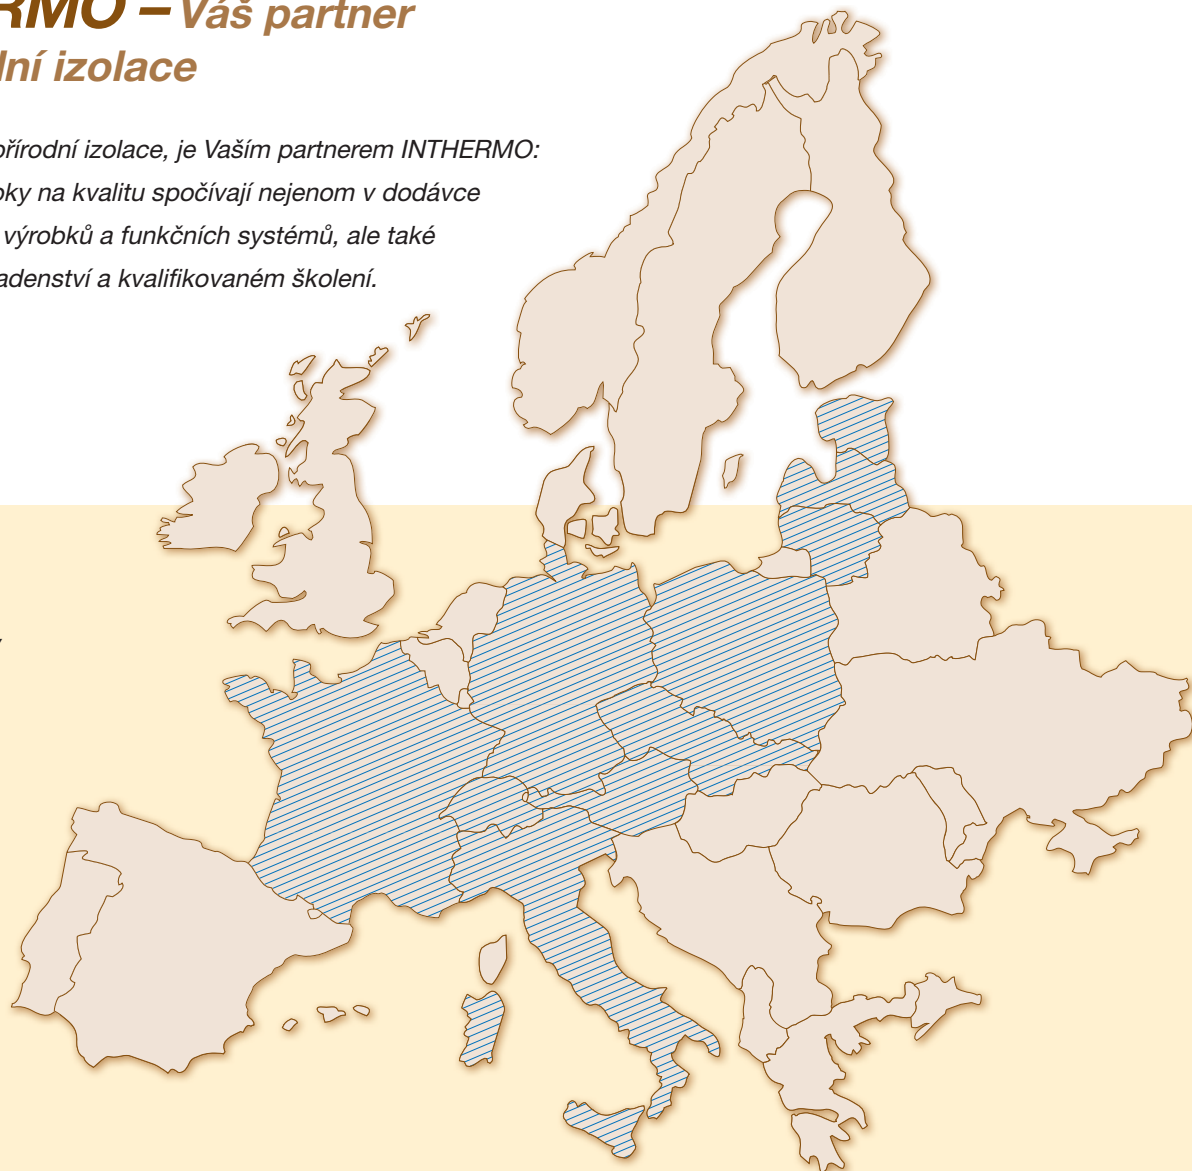 RMO – Váš partner
lní izolace
přírodní izolace, je Vaším partnerem INTHERMO:
oky na kvalitu spočívají nejenom v dodávce
výrobků a funkčních systémů, ale také
adenství a kvalifikovaném školení.